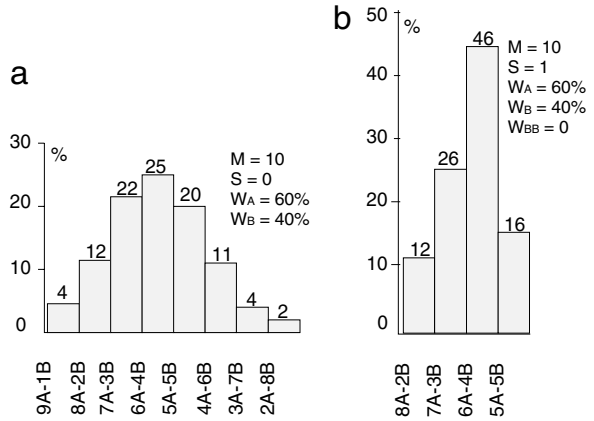 a
30
20
10
0
%
4
12
22
25
20
11
4
2
M = 10
S = 0
WA = 60%
WB = 40%
9A-1B
8A-2B
7A-3B
6A-4B
5A-5B
4A-6B
3A-7B
2A-8B
b
50
40
30
20
10
0
%
12
26
46
16
M = 10
S = 1
WA = 60%
WB = 40%
WBB = 0
8A-2B
7A-3B
6A-4B
5A-5B